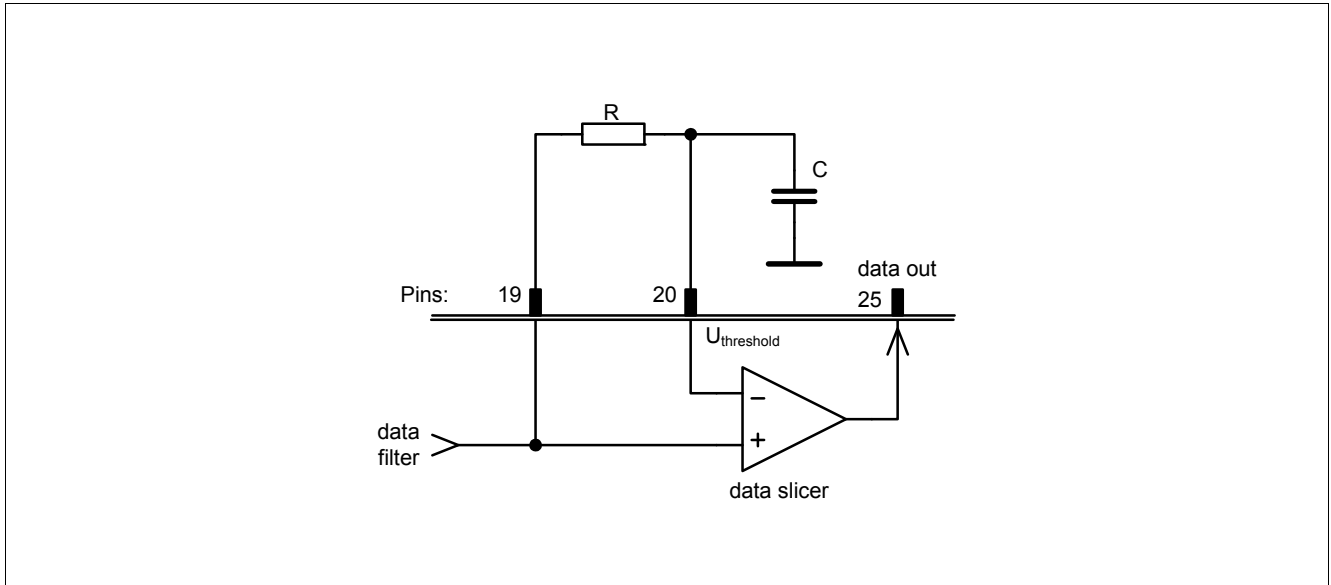 R
C
data out
Pins: 19 20 25
Uthreshold
−
+
data
filter
data slicer